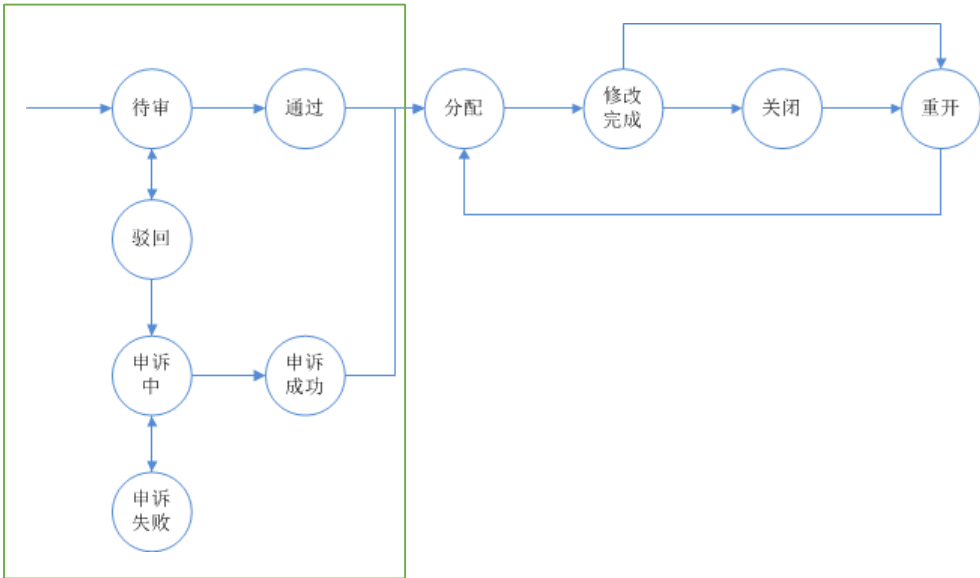 待审
通过
分配
修改
完成
关闭
重开
驳回
申诉
中
申诉
成功
申诉
失败